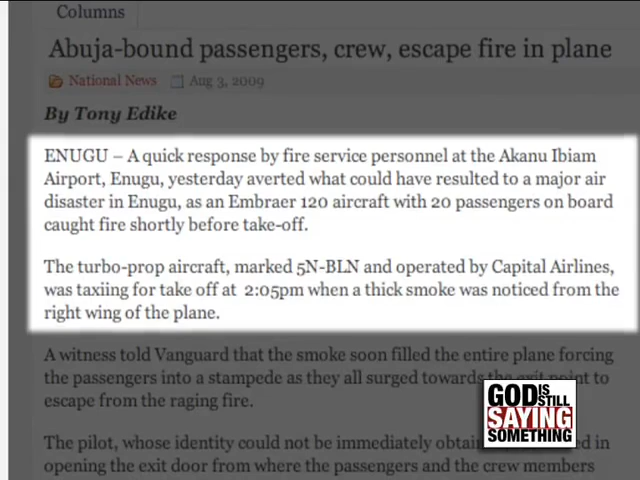 Columns
Abuja-bound passengers, crew, escape fire in plane
National News Aug 3, 2009
By Tony Edike
ENUGU – A quick response by fire service personnel at the Akanu Ibiam
Airport, Enugu, yesterday averted what could have resulted to a major air
disaster in Enugu, as an Embraer 120 aircraft with 20 passengers on board
caught fire shortly before take-off.
The turbo-prop aircraft, marked 5N-BLN and operated by Capital Airlines,
was taxiing for take off at 2:05pm when a thick smoke was noticed from the
right wing of the plane.
A witness told Vanguard that the smoke soon filled the entire plane forcing
the passengers into a stampede as they all surged towards the exit point to
escape from the raging fire.
The pilot, whose identity could not be immediately in
opening the exit door from where the passengers and the crew members
GOD IS STILL
SAYING
SOMETHING